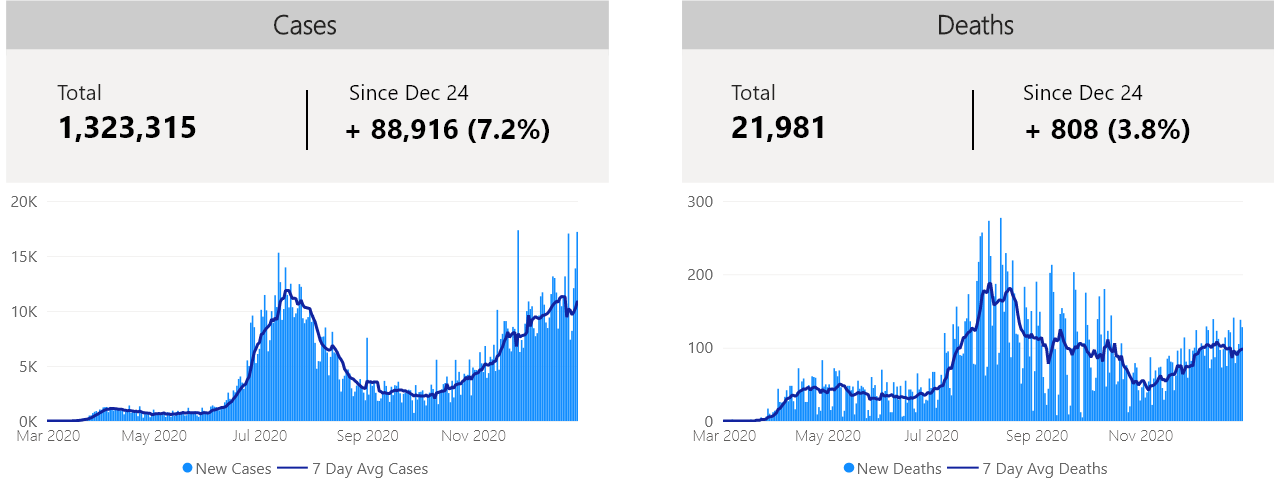 Cases
Total
1,323,315
Since Dec 24
+ 88,916 (7.2%)
20K
15K
10K
5K
0K
Mar 2020 May 2020 Jul 2020 Sep 2020 Nov 2020
New Cases 7 Day Avg Cases
Deaths
Total
21,981
Since Dec 24
+ 808 (3.8%)
300
200
100
0
Mar 2020 May 2020 Jul 2020 Sep 2020 Nov 2020
New Deaths 7 Day Avg Deaths